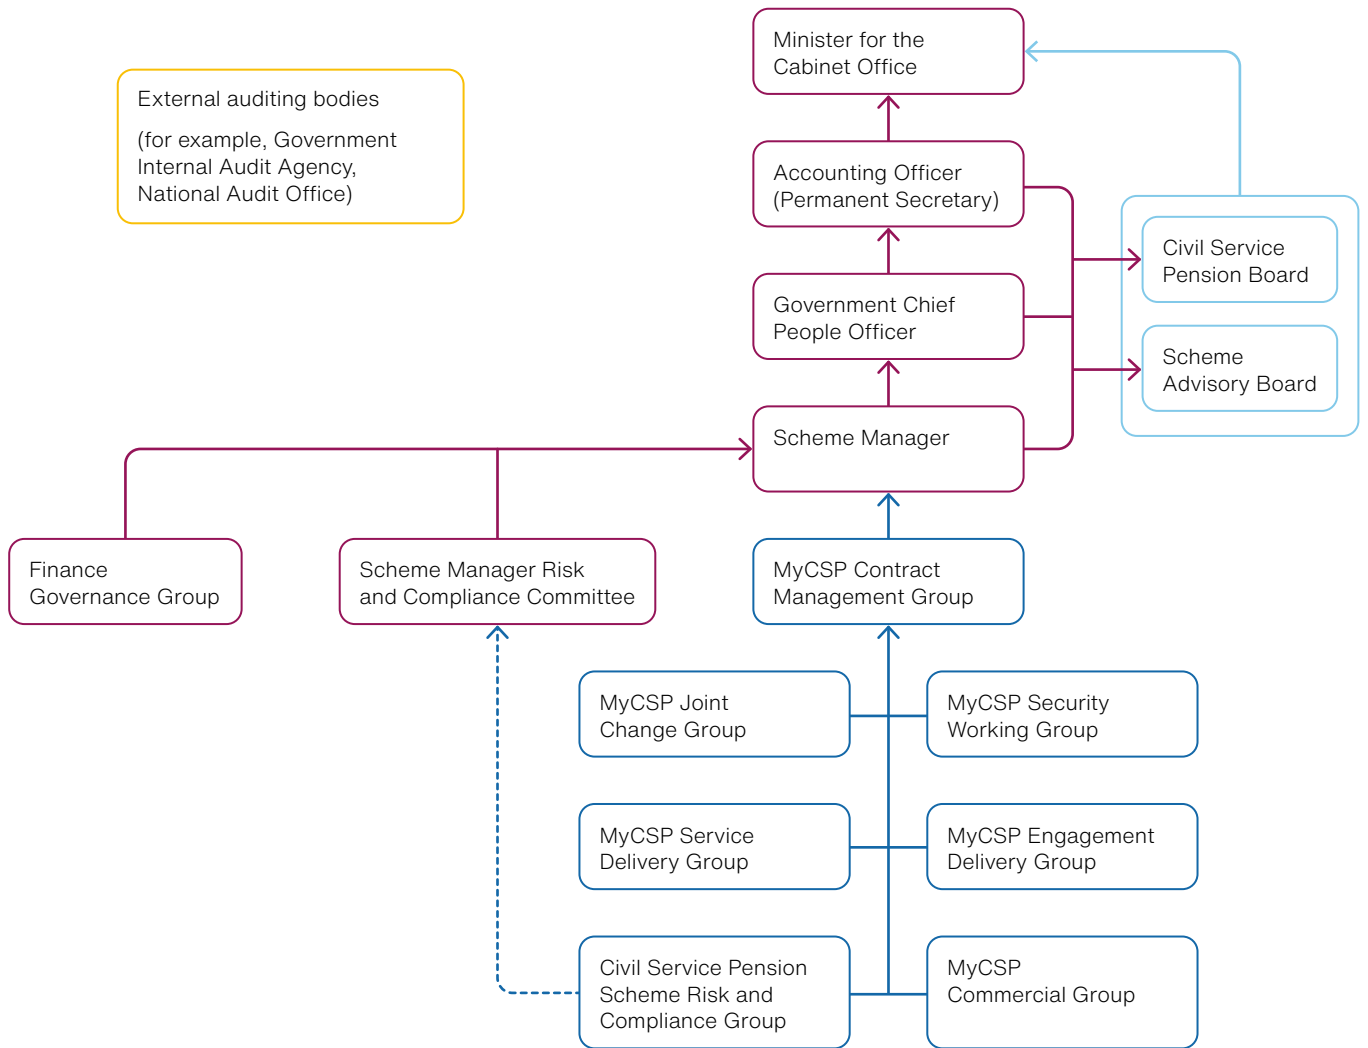 Minister for the
Cabinet Office
External auditing bodies
(for example, Government
Internal Audit Agency,
National Audit Office)
Accounting Officer
(Permanent Secretary)
Civil Service
Pension Board
Government Chief
People Officer
Scheme
Advisory Board
Scheme Manager
Finance
Governance Group
Scheme Manager Risk
and Compliance Committee
MyCSP Contract
Management Group
MyCSP Joint
Change Group
MyCSP Security
Working Group
MyCSP Service
Delivery Group
MyCSP Engagement
Delivery Group
Civil Service Pension
Scheme Risk and
Compliance Group
MyCSP
Commercial Group